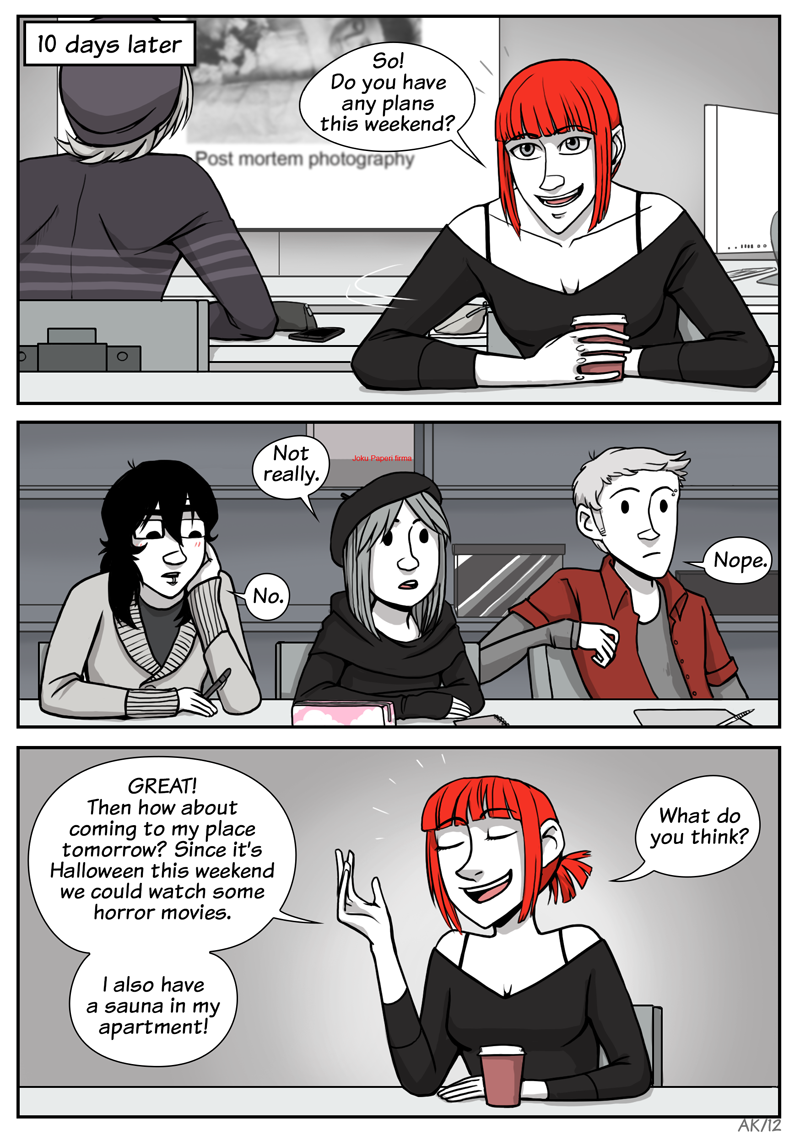 10 days later
So!
Do you have
any plans
this weekend?
Post mortem photography
Not
really.
Joku Paperi firma
No.
Nope.
GREAT!
Then how about
coming to my place
tomorrow? Since it's
Halloween this weekend
we could watch some
horror movies.
What do
you think?
I also have
a sauna in my
apartment!
AK/12